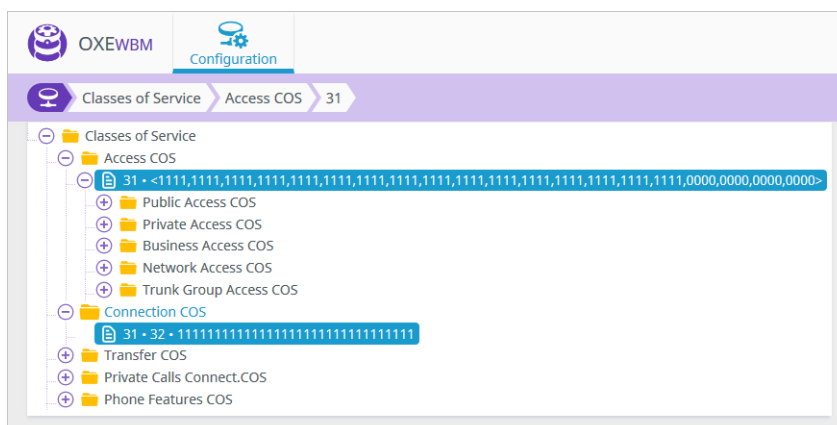 OXEWBM
Configuration
Classes of Service
Access COS
31
Classes of Service
Access COS
31 • <1111,1111,1111,1111,1111,1111,1111,1111,1111,1111,1111,1111,1111,1111,1111,1111,0000,0000,0000,0000>
Public Access COS
Private Access COS
Business Access COS
Network Access COS
Trunk Group Access COS
Connection COS
31 • 32 • 11111111111111111111111111111111
Transfer COS
Private Calls Connect.COS
Phone Features COS